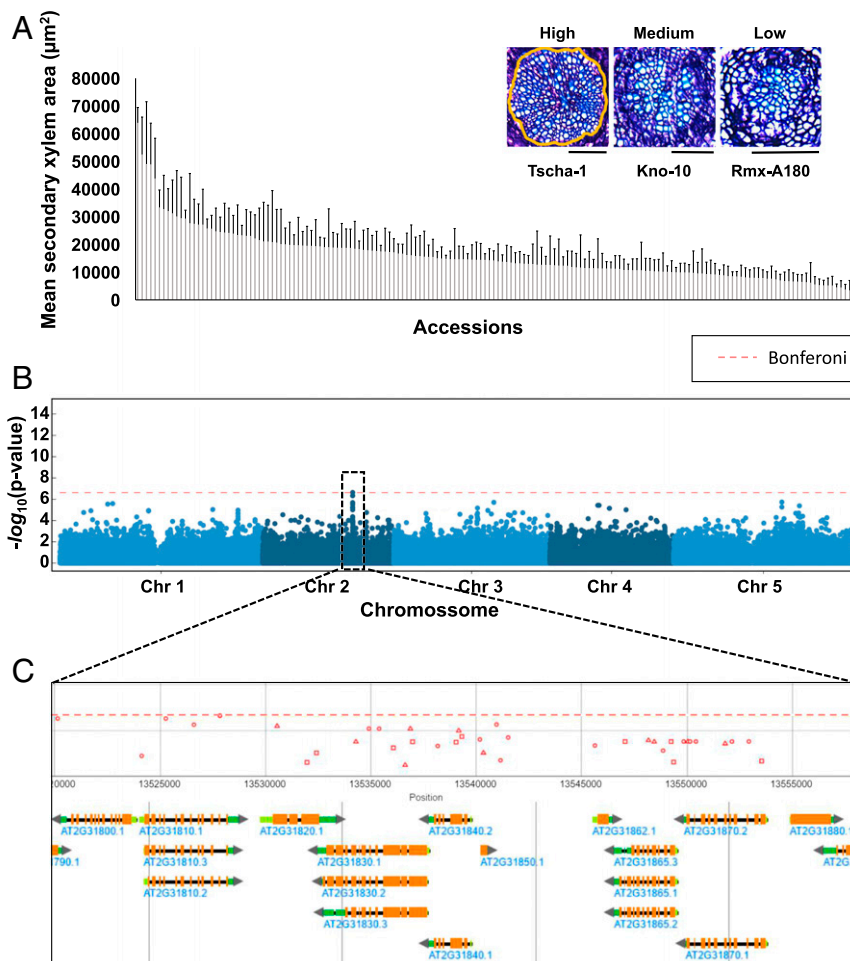 A
Mean secondary xylem area (µm²)
80000
70000
60000
50000
40000
30000
20000
10000
0
High Medium Low
Tscha-1 Kno-10 Rmx-A180
Accessions
Bonferoni
B
-log10(p-value)
14
12
10
8
6
4
2
0
Chr 1 Chr 2 Chr 3 Chr 4 Chr 5
Chromossome
C
20000 13525000 13530000 13535000 13540000 13545000 13550000 13555000
Position
AT2G31800.1 AT2G31810.1 AT2G31820.1 AT2G31840.2 AT2G31862.1 AT2G31870.2 AT2G31880.1
790.1 AT2G31810.3 AT2G31830.1 AT2G31850.1 AT2G31865.3 AT2G
AT2G31810.2 AT2G31830.2 AT2G31865.1
AT2G31830.3 AT2G31865.2
AT2G31840.1 AT2G31870.1